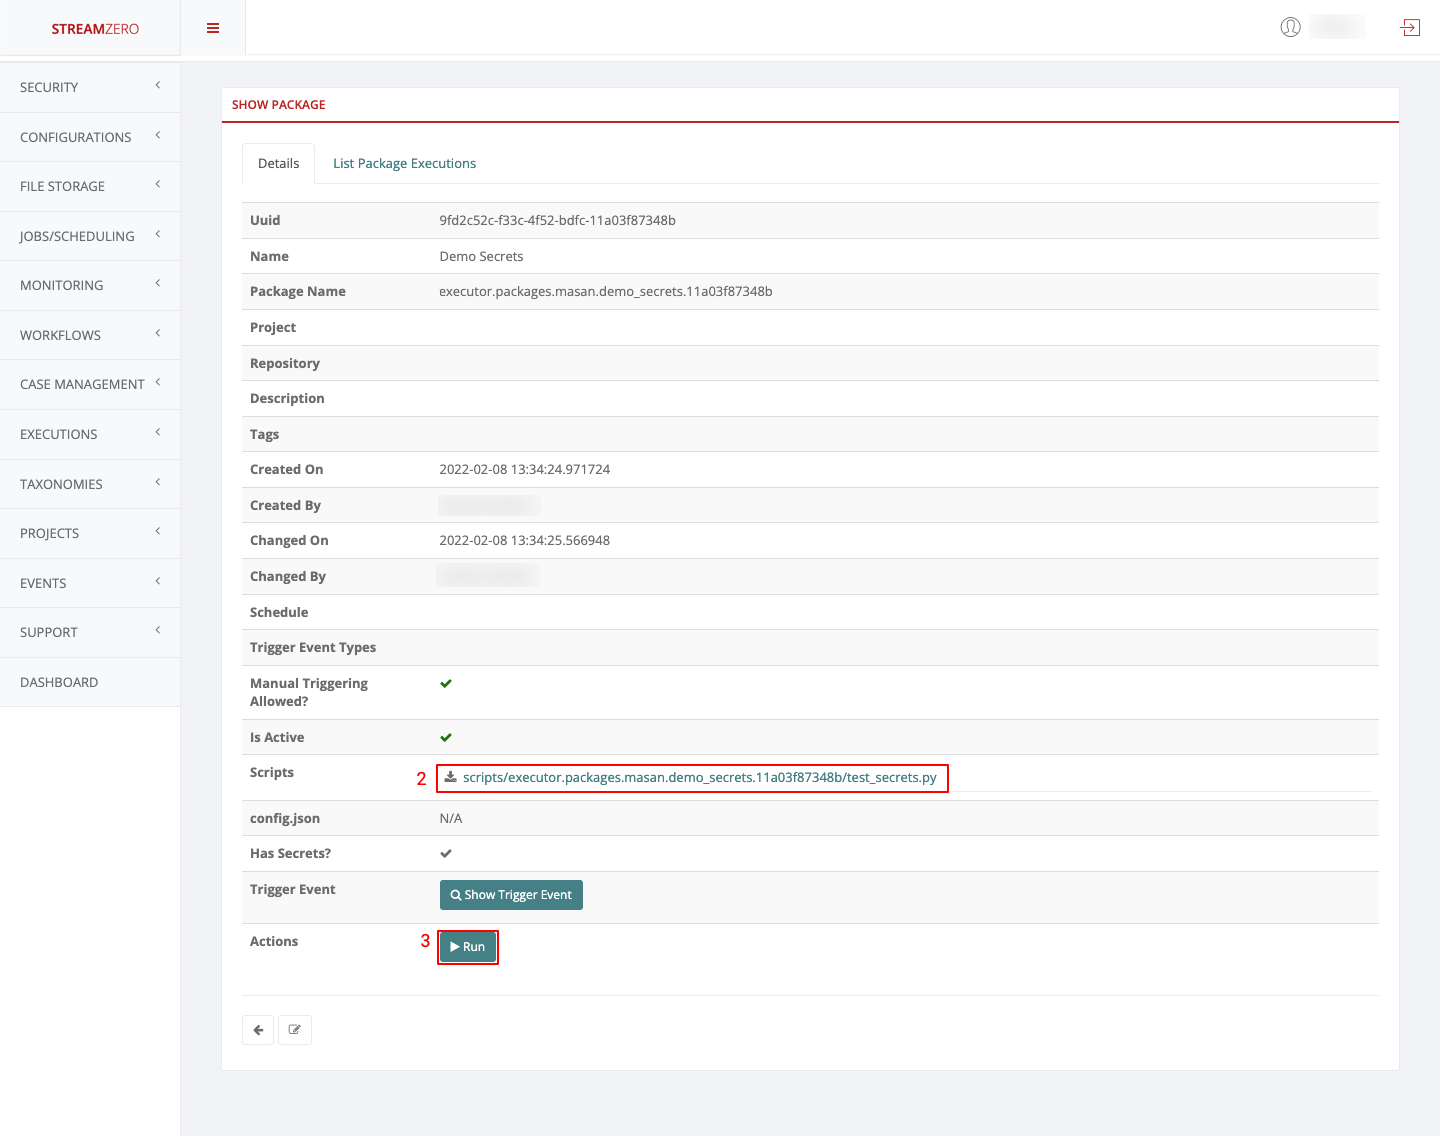 STREAMZERO
SECURITY
CONFIGURATIONS
FILE STORAGE
JOBS/SCHEDULING
MONITORING
WORKFLOWS
CASE MANAGEMENT
EXECUTIONS
TAXONOMIES
PROJECTS
EVENTS
SUPPORT
DASHBOARD
SHOW PACKAGE
Details List Package Executions
Uuid 9fd2c52c-f33c-4f52-bdfc-11a03f87348b
Name Demo Secrets
Package Name executor.packages.masan.demo_secrets.11a03f87348b
Project
Repository
Description
Tags
Created On 2022-02-08 13:34:24.971724
Created By
Changed On 2022-02-08 13:34:25.566948
Changed By
Schedule
Trigger Event Types
Manual Triggering
Allowed?
Is Active
Scripts 2 scripts/executor.packages.masan.demo_secrets.11a03f87348b/test_secrets.py
config.json N/A
Has Secrets?
Trigger Event Show Trigger Event
Actions 3 Run